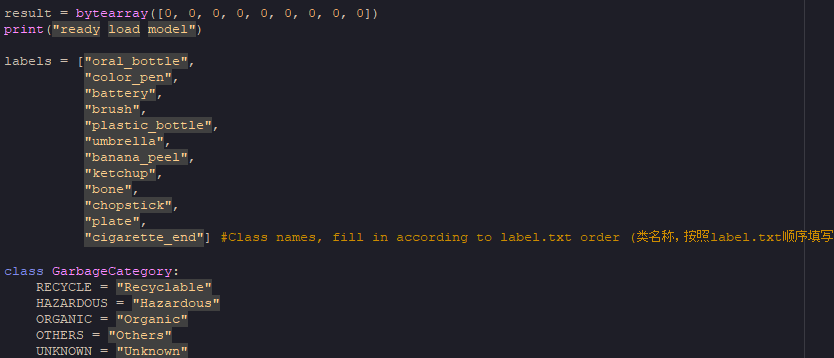 result = bytearray([0, 0, 0, 0, 0, 0, 0, 0, 0])
print("ready load model")
labels = ["oral_bottle",
"color_pen",
"battery",
"brush",
"plastic_bottle",
"umbrella",
"banana_peel",
"ketchup",
"bone",
"chopstick",
"plate",
"cigarette_end"] #Class names, fill in according to label.txt order (类名称，按照label.txt顺序填写
class GarbageCategory:
RECYCLE = "Recyclable"
HAZARDOUS = "Hazardous"
ORGANIC = "Organic"
OTHERS = "Others"
UNKNOWN = "Unknown"